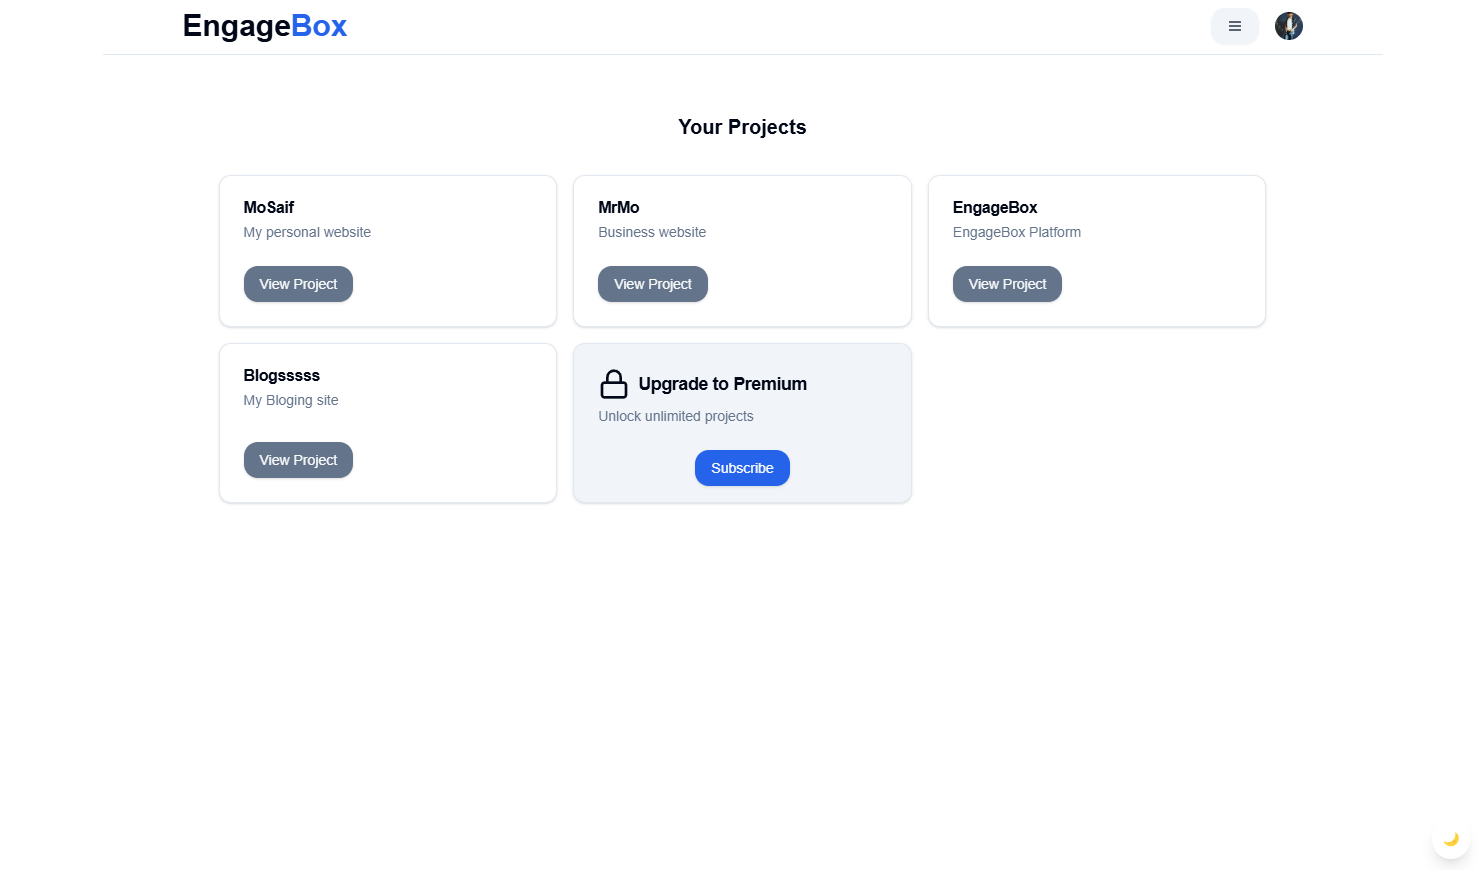 EngageBox
Your Projects
MoSaif
My personal website
View Project
MrMo
Business website
View Project
EngageBox
EngageBox Platform
View Project
Blogsssss
My Bloging site
View Project
Upgrade to Premium
Unlock unlimited projects
Subscribe